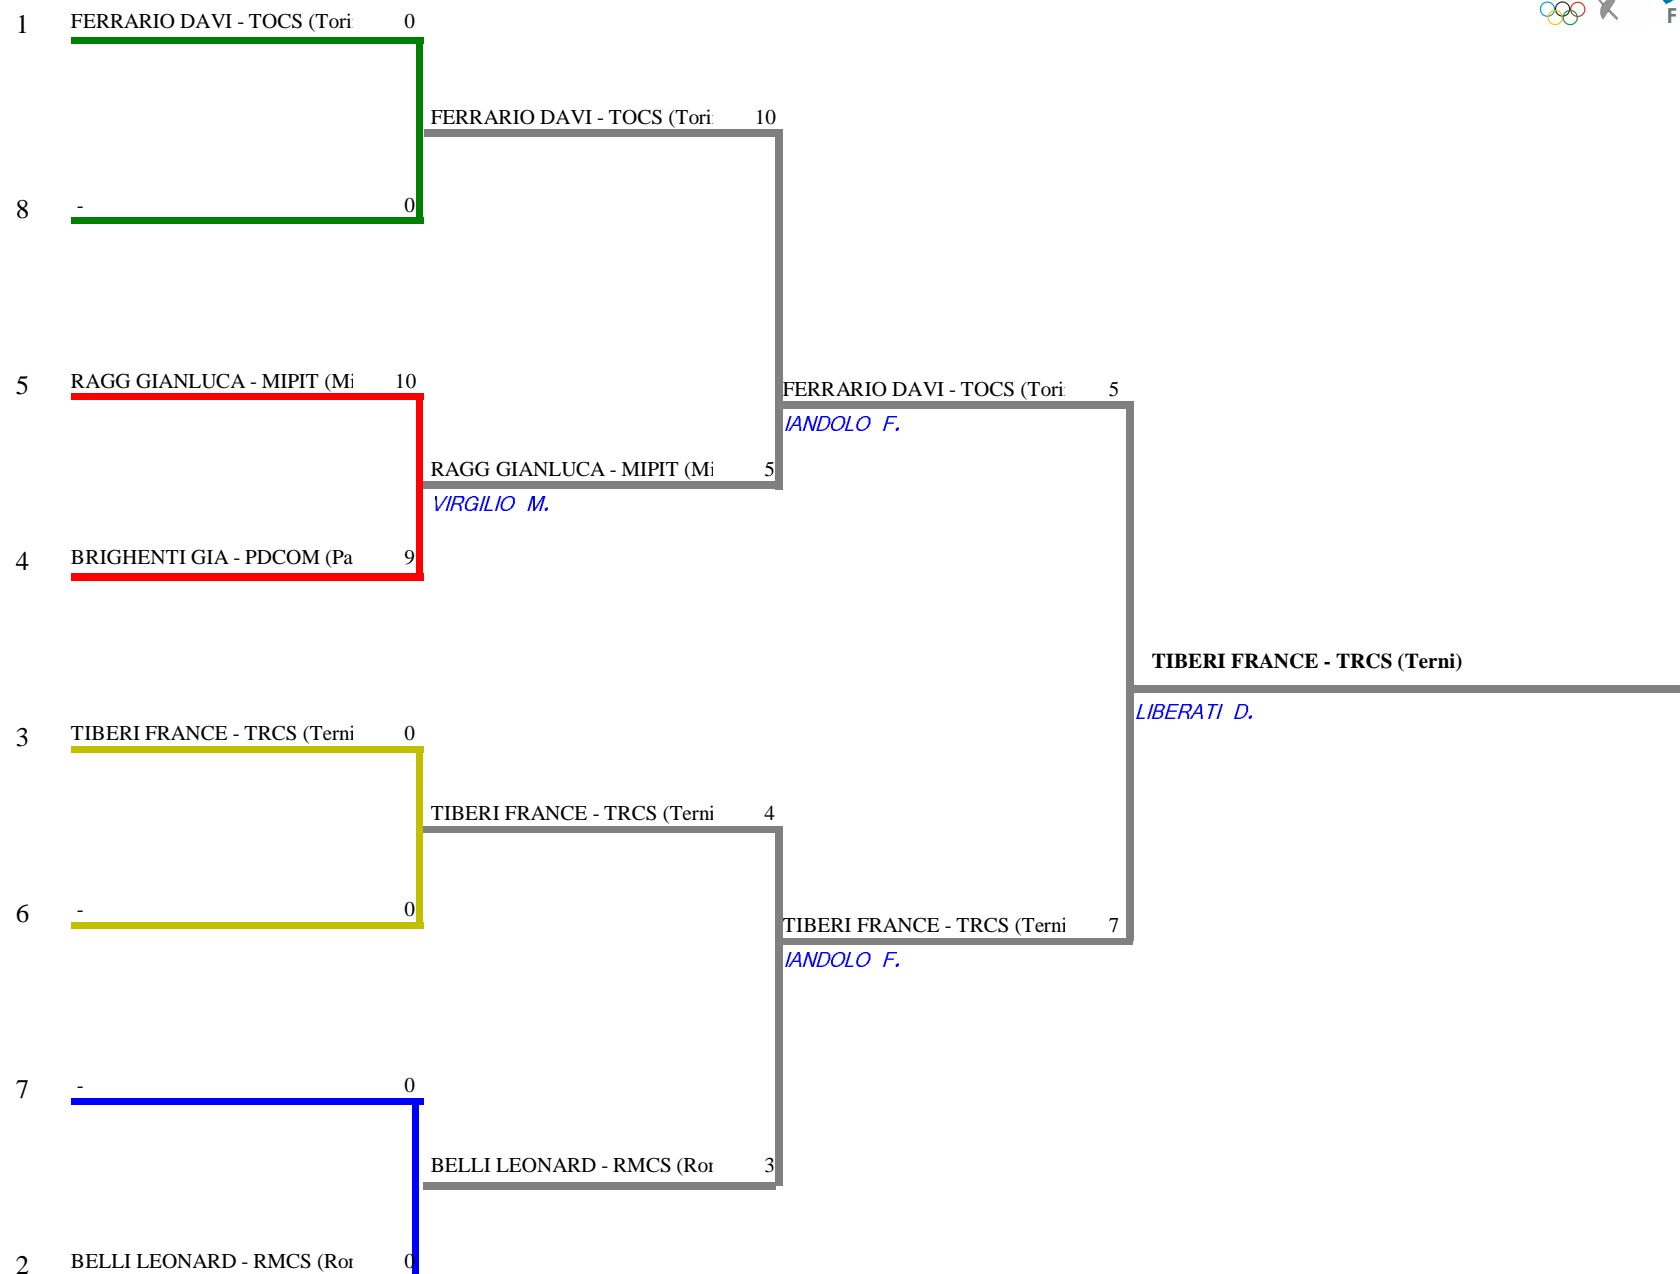 1 FERRARIO DAVI - TOCS (Tori 0
FERRARIO DAVI - TOCS (Tori 10
8 - 0
5 RAGG GIANLUCA - MIPIT (Mi 10
FERRARIO DAVI - TOCS (Tori 5
IANDOLO F.
RAGG GIANLUCA - MIPIT (Mi 5
VIRGILIO M.
4 BRIGHENTI GIA - PDCOM (Pa 9
TIBERI FRANCE - TRCS (Terni)
LIBERATI D.
3 TIBERI FRANCE - TRCS (Terni 0
TIBERI FRANCE - TRCS (Terni 4
6 - 0
TIBERI FRANCE - TRCS (Terni 7
IANDOLO F.
7 - 0
BELLI LEONARD - RMCS (Ror 3
2 BELLI LEONARD - RMCS (Ror 0
F